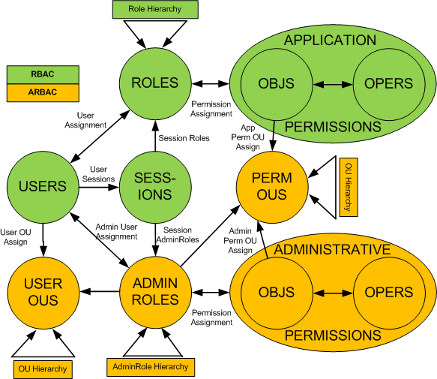 Role Hierarchy
RBAC
ARBAC
ROLES
APPLICATION
OBJS
OPERS
PERMISSIONS
User
Assignment
Permission
Assignment
Session Roles
App
Perm OU
Assign
USERS
User
Sessions
SESS-
IONS
PERM
OUS
OU Hierarchy
User OU
Assign
Admin User
Assignment
Session
AdminRoles
Admin
Perm OU
Assign
ADMINISTRATIVE
USER
OUS
ADMIN
ROLES
OBJS
OPERS
Permission
Assignment
PERMISSIONS
OU Hierarchy
AdminRole Hierarchy